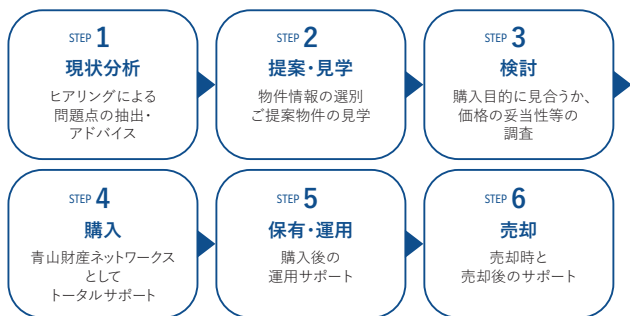 STEP 1
現状分析
ヒアリングによる
問題点の抽出・
アドバイス
STEP 2
提案・見学
物件情報の選別
ご提案物件の見学
STEP 3
検討
購入目的に見合うか、
価格の妥当性等の
調査
STEP 4
購入
青山財産ネットワークス
として
トータルサポート
STEP 5
保有・運用
購入後の
運用サポート
STEP 6
売却
売却時と
売却後のサポート